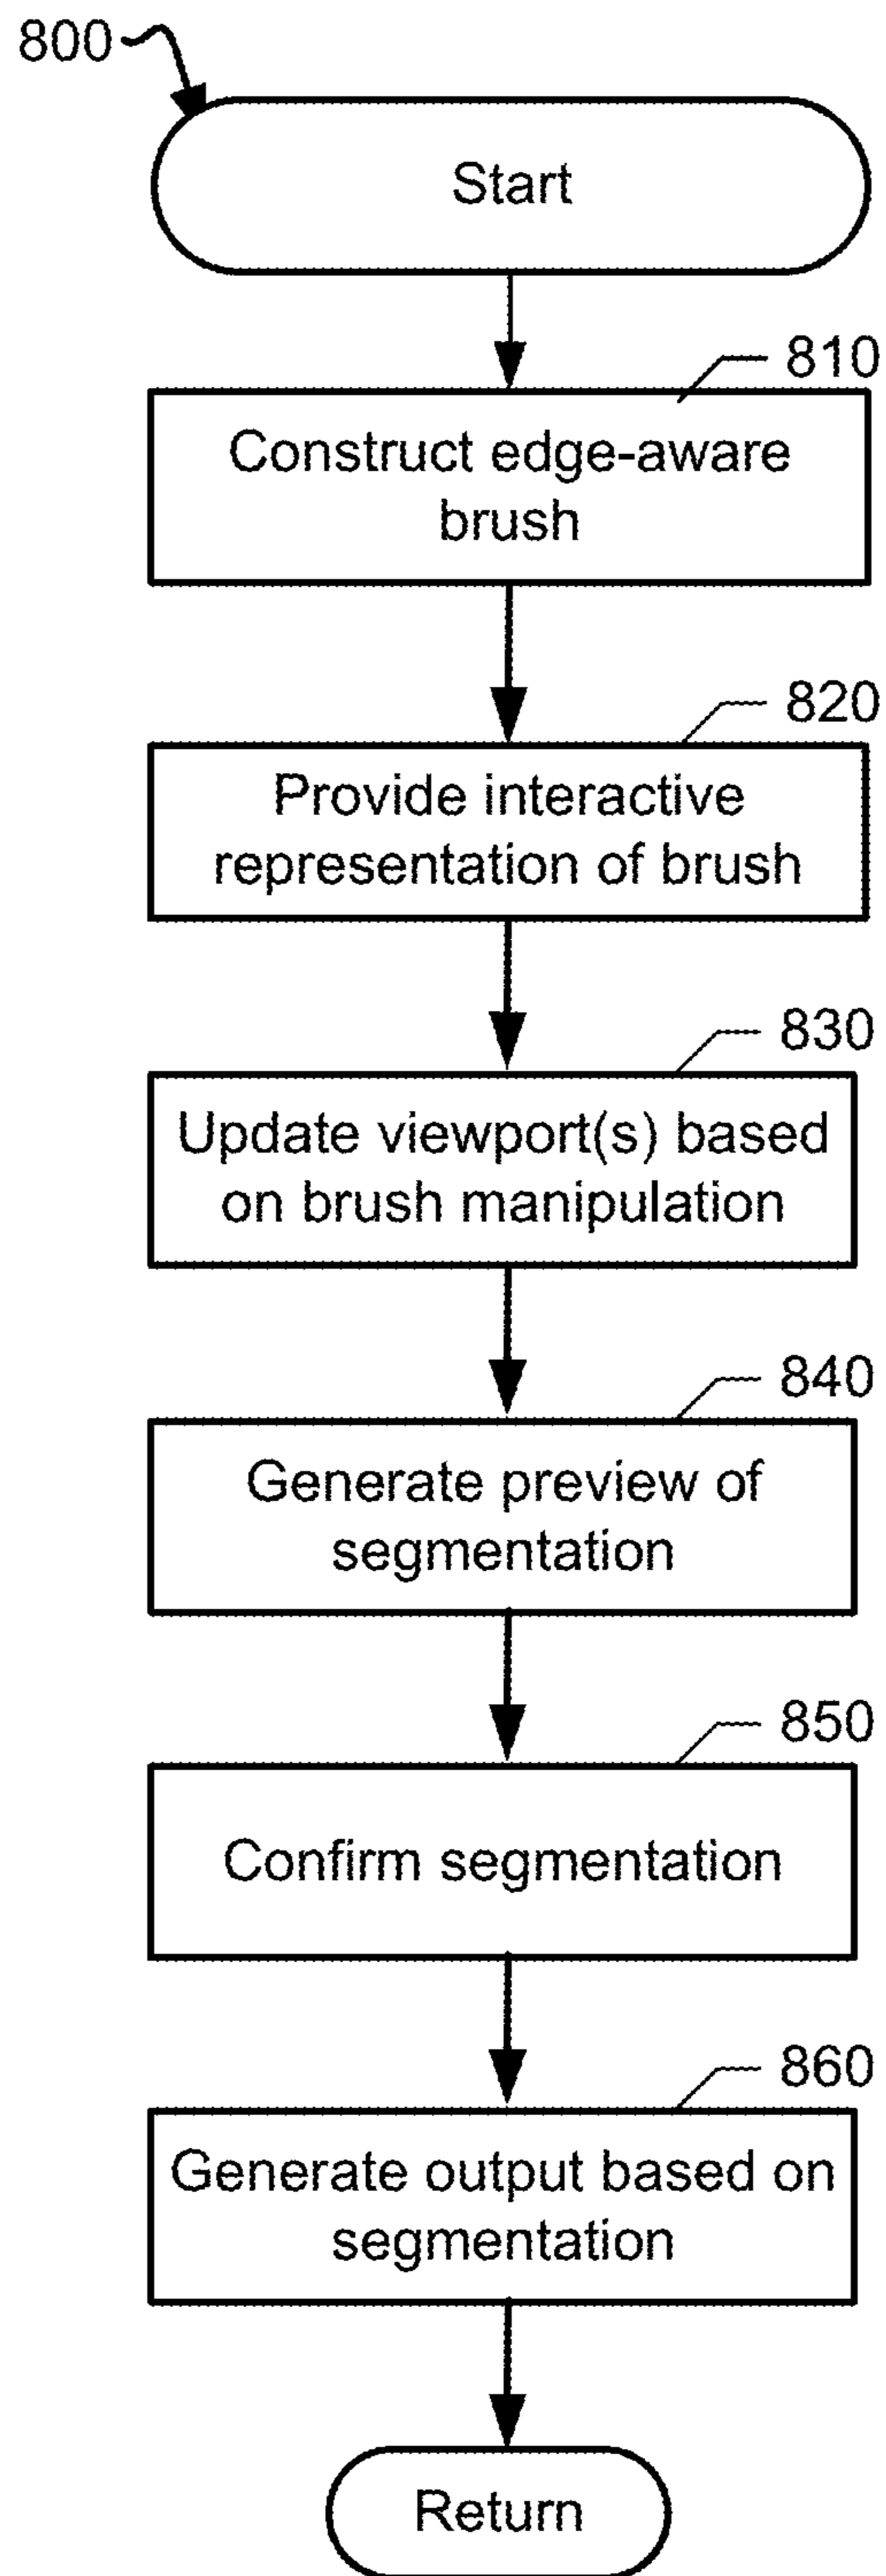 800
Start
810
Construct edge-aware
brush
820
Provide interactive
representation of brush
830
Update viewport(s) based
on brush manipulation
840
Generate preview of
segmentation
850
Confirm segmentation
860
Generate output based on
segmentation
Return